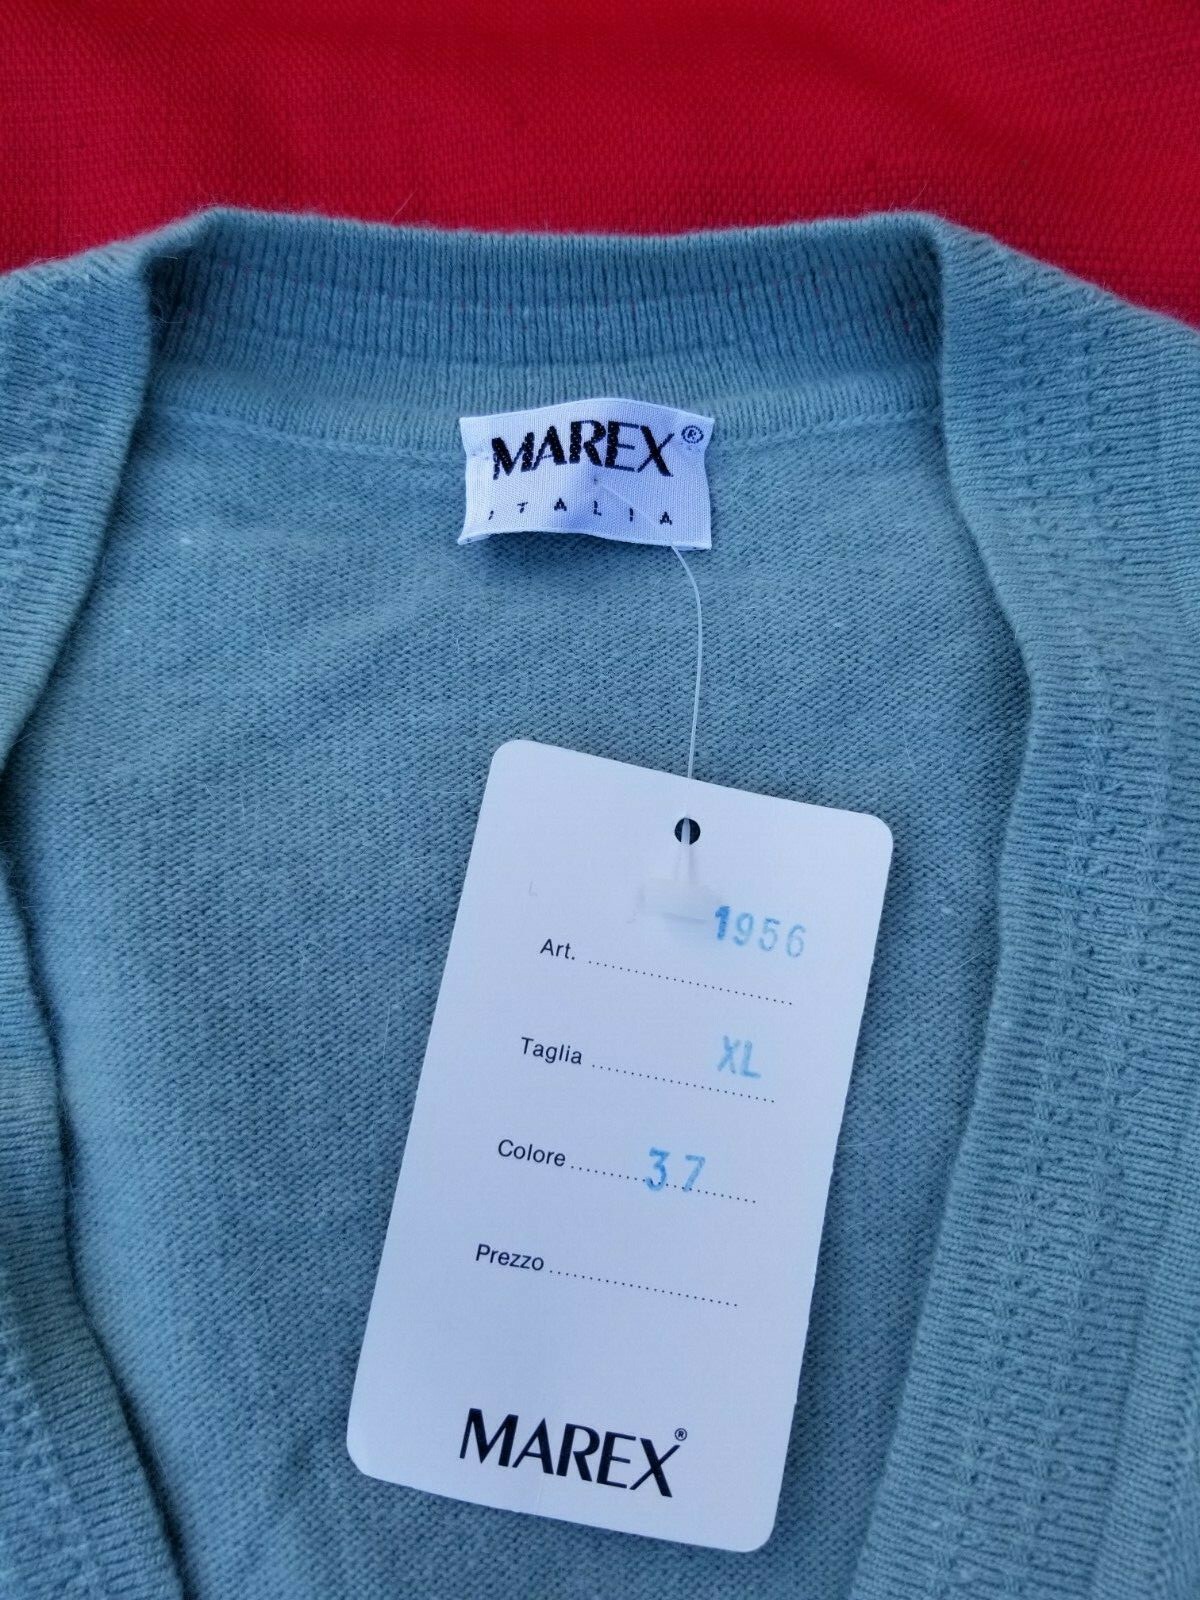 MAREX®
ITALIA
1956
Art. ........................
Taglia ........................ XL
Colore ........................ 37
Prezzo ........................
MAREX®